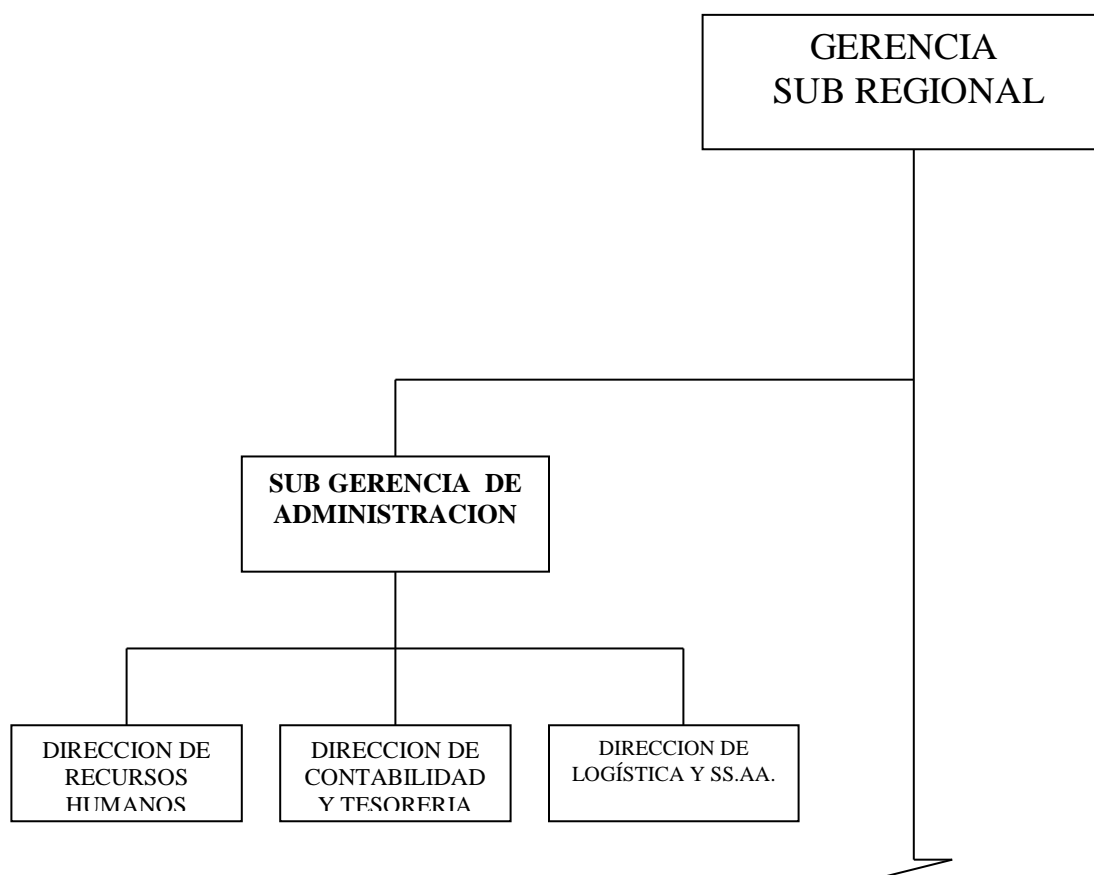 GERENCIA
SUB REGIONAL
SUB GERENCIA DE
ADMINISTRACION
DIRECCION DE
RECURSOS
HUMANOS
DIRECCION DE
CONTABILIDAD
Y TESORERIA
DIRECCION DE
LOGÍSTICA Y SS.AA.